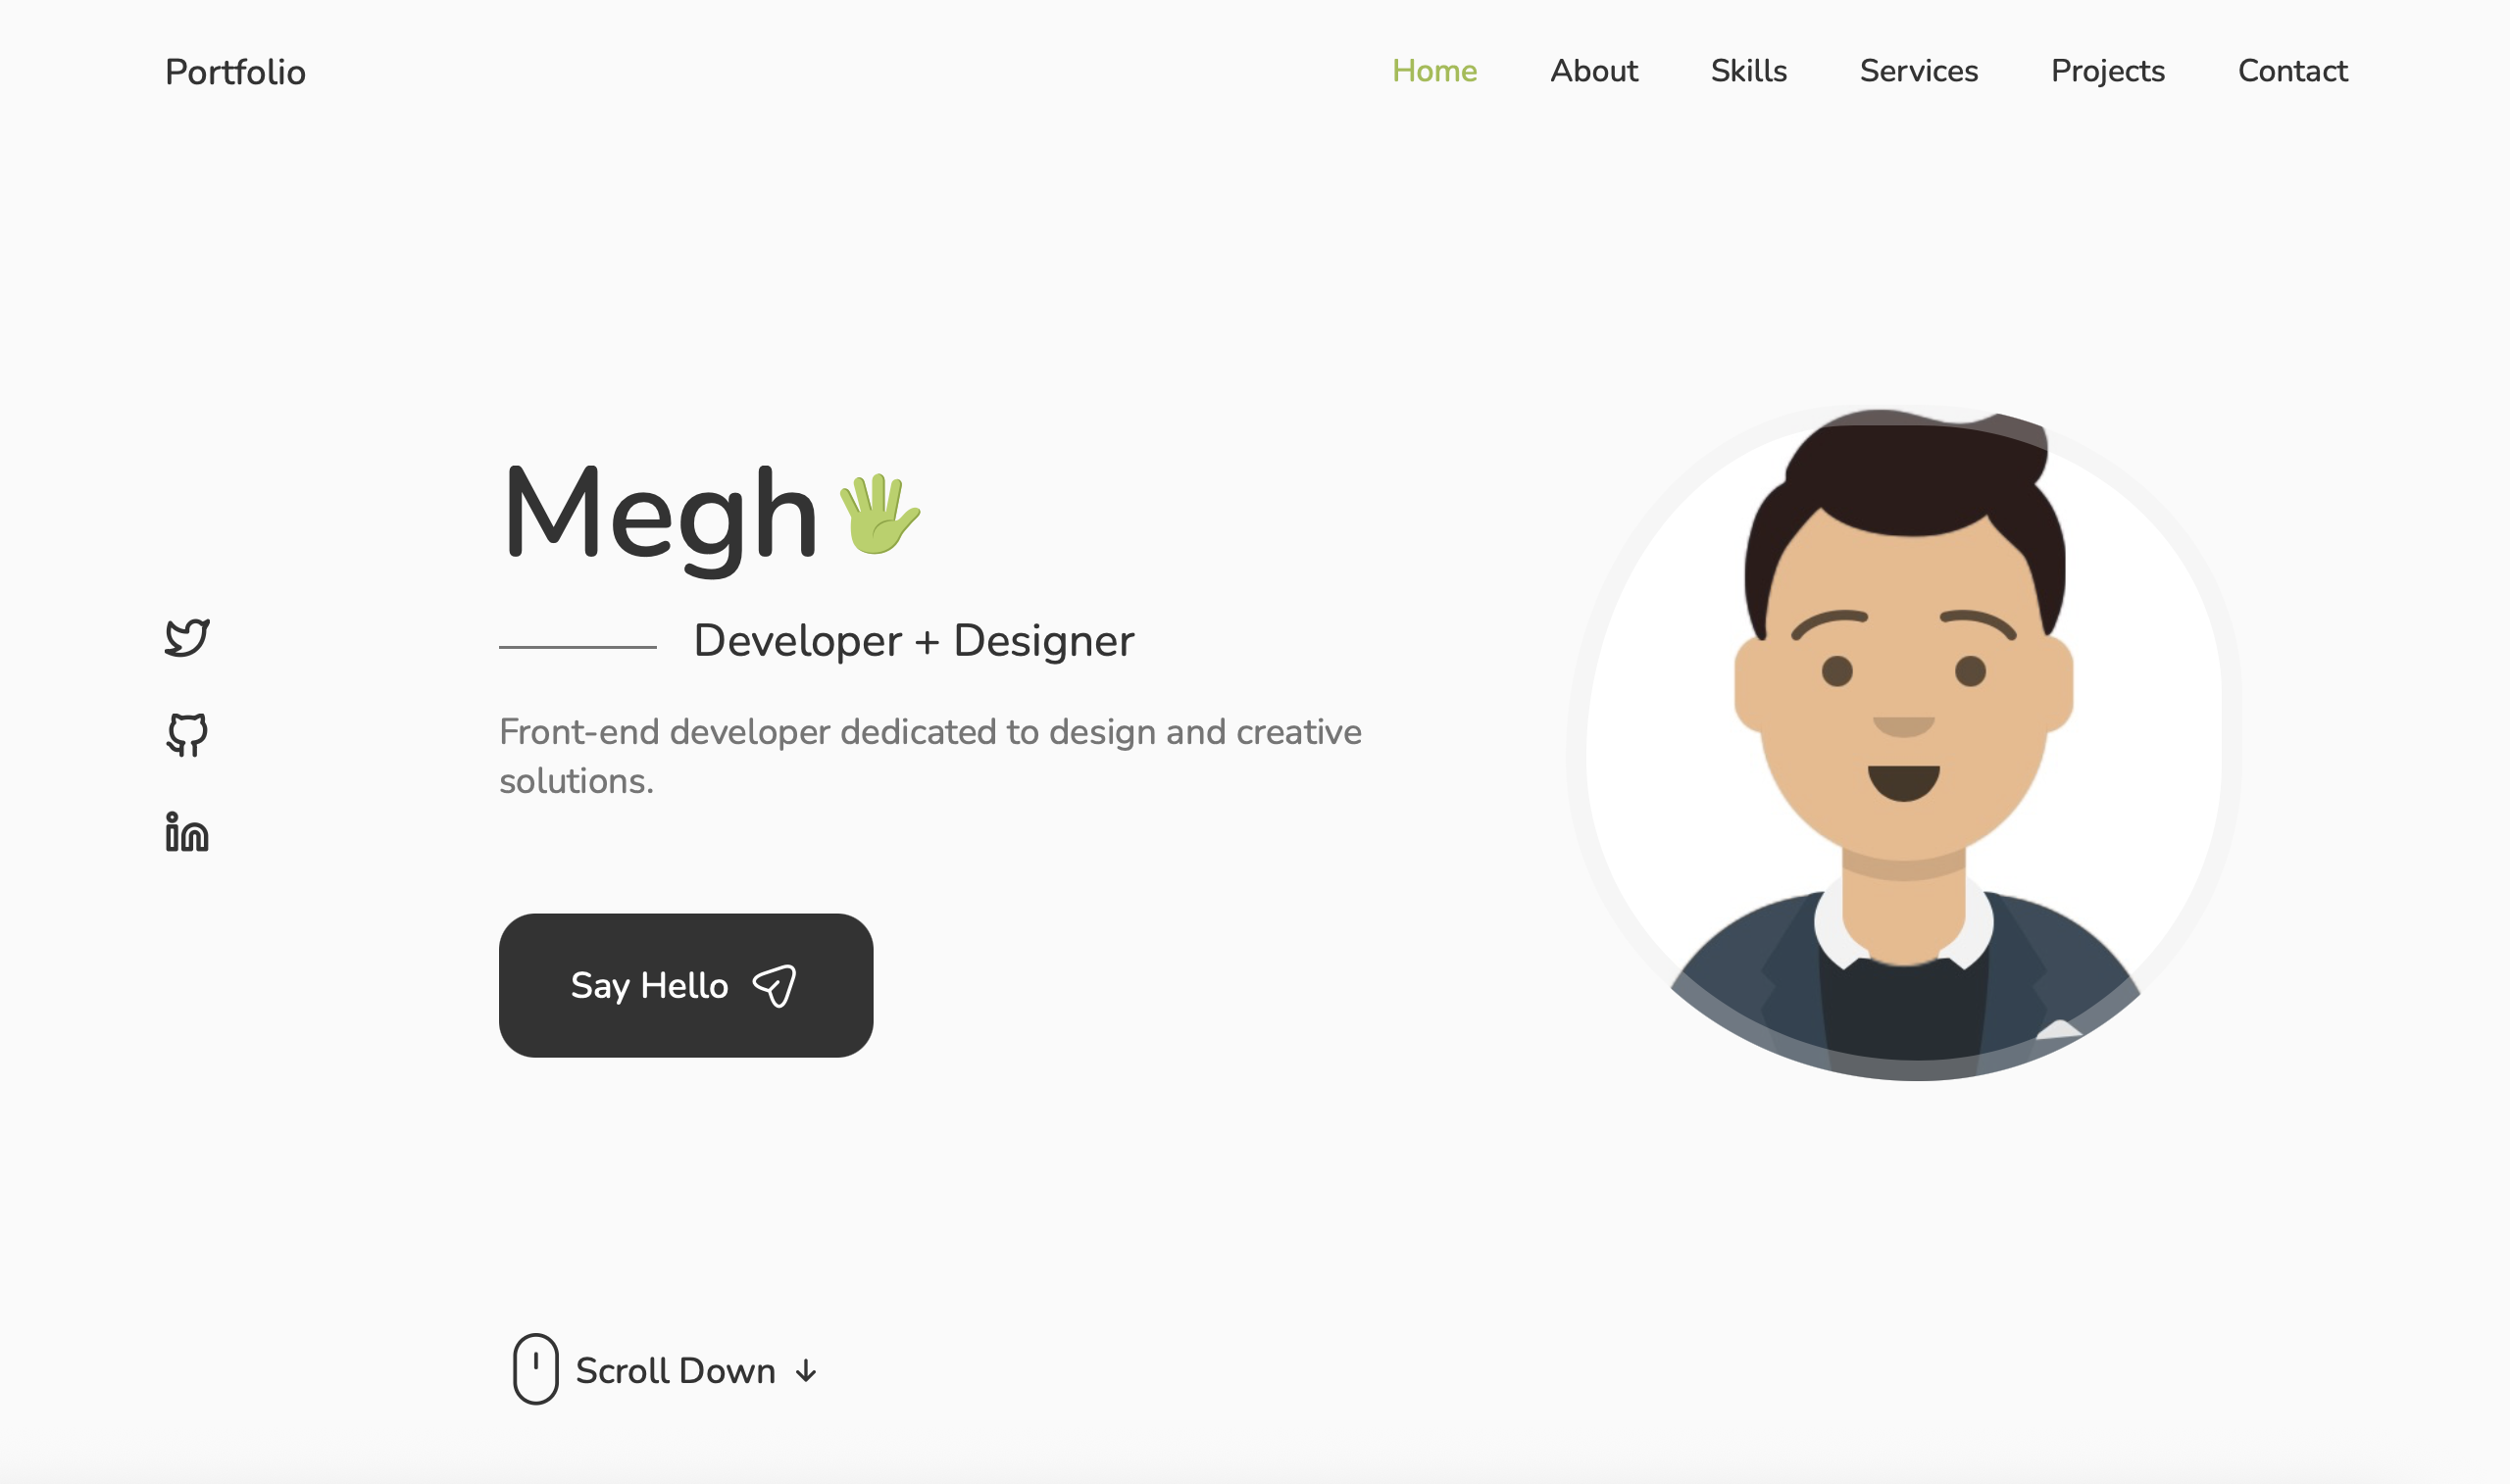 Portfolio
Home About Skills Services Projects Contact
Megh
Developer + Designer
Front-end developer dedicated to design and creative
solutions.
Say Hello
Scroll Down